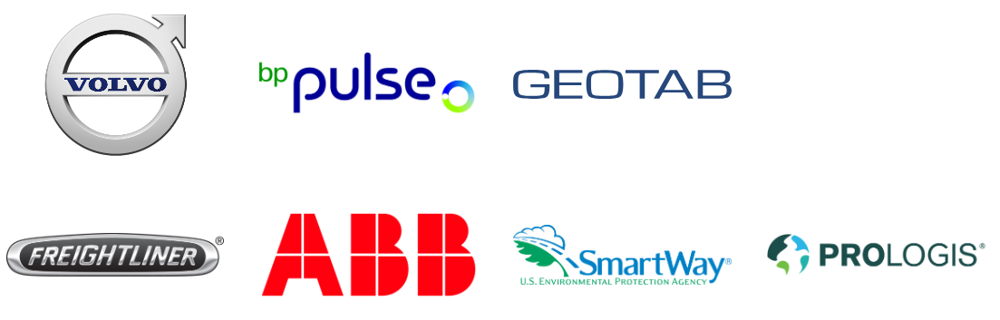 VOLVO
bp pulse
GEOTAB
FREIGHTLINER®
ABB
SmartWay®
U.S. ENVIRONMENTAL PROTECTION AGENCY
PROLOGIS®